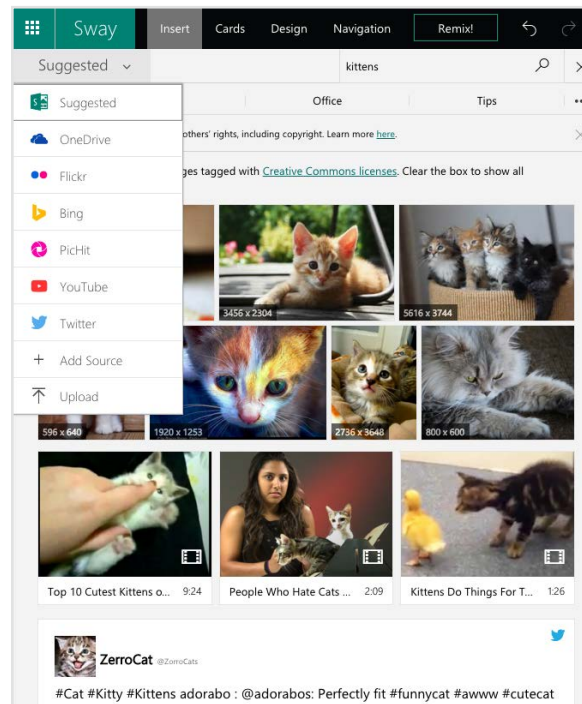 Sway Insert Cards Design Navigation Remix!
Suggested kittens
Suggested
Office Tips
OneDrive
others' rights, including copyright. Learn more here.
Flickr
ges tagged with Creative Commons licenses. Clear the box to show all
Bing
PicHit
YouTube
Twitter
Add Source
Upload
3456 x 2304
5616 x 3744
596 x 640
1920 x 1253
2736 x 3648
800 x 600
Top 10 Cutest Kittens o... 9:24
People Who Hate Cats ... 2:09
Kittens Do Things For T... 1:26
ZerroCat @ZorroCats
#Cat #Kitty #Kittens adorabo : @adorabos: Perfectly fit #funnycat #awww #cutecat